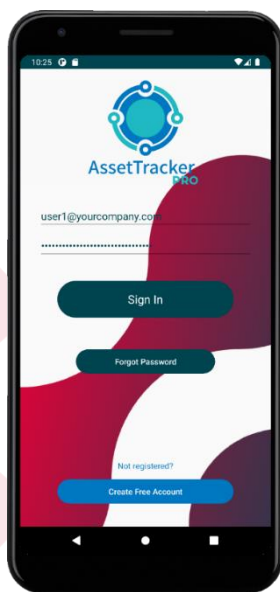 10:25
AssetTracker
PRO
user1@yourcompany.com
••••••••••••••••••••••••••••••••
Sign In
Forgot Password
Not registered?
Create Free Account